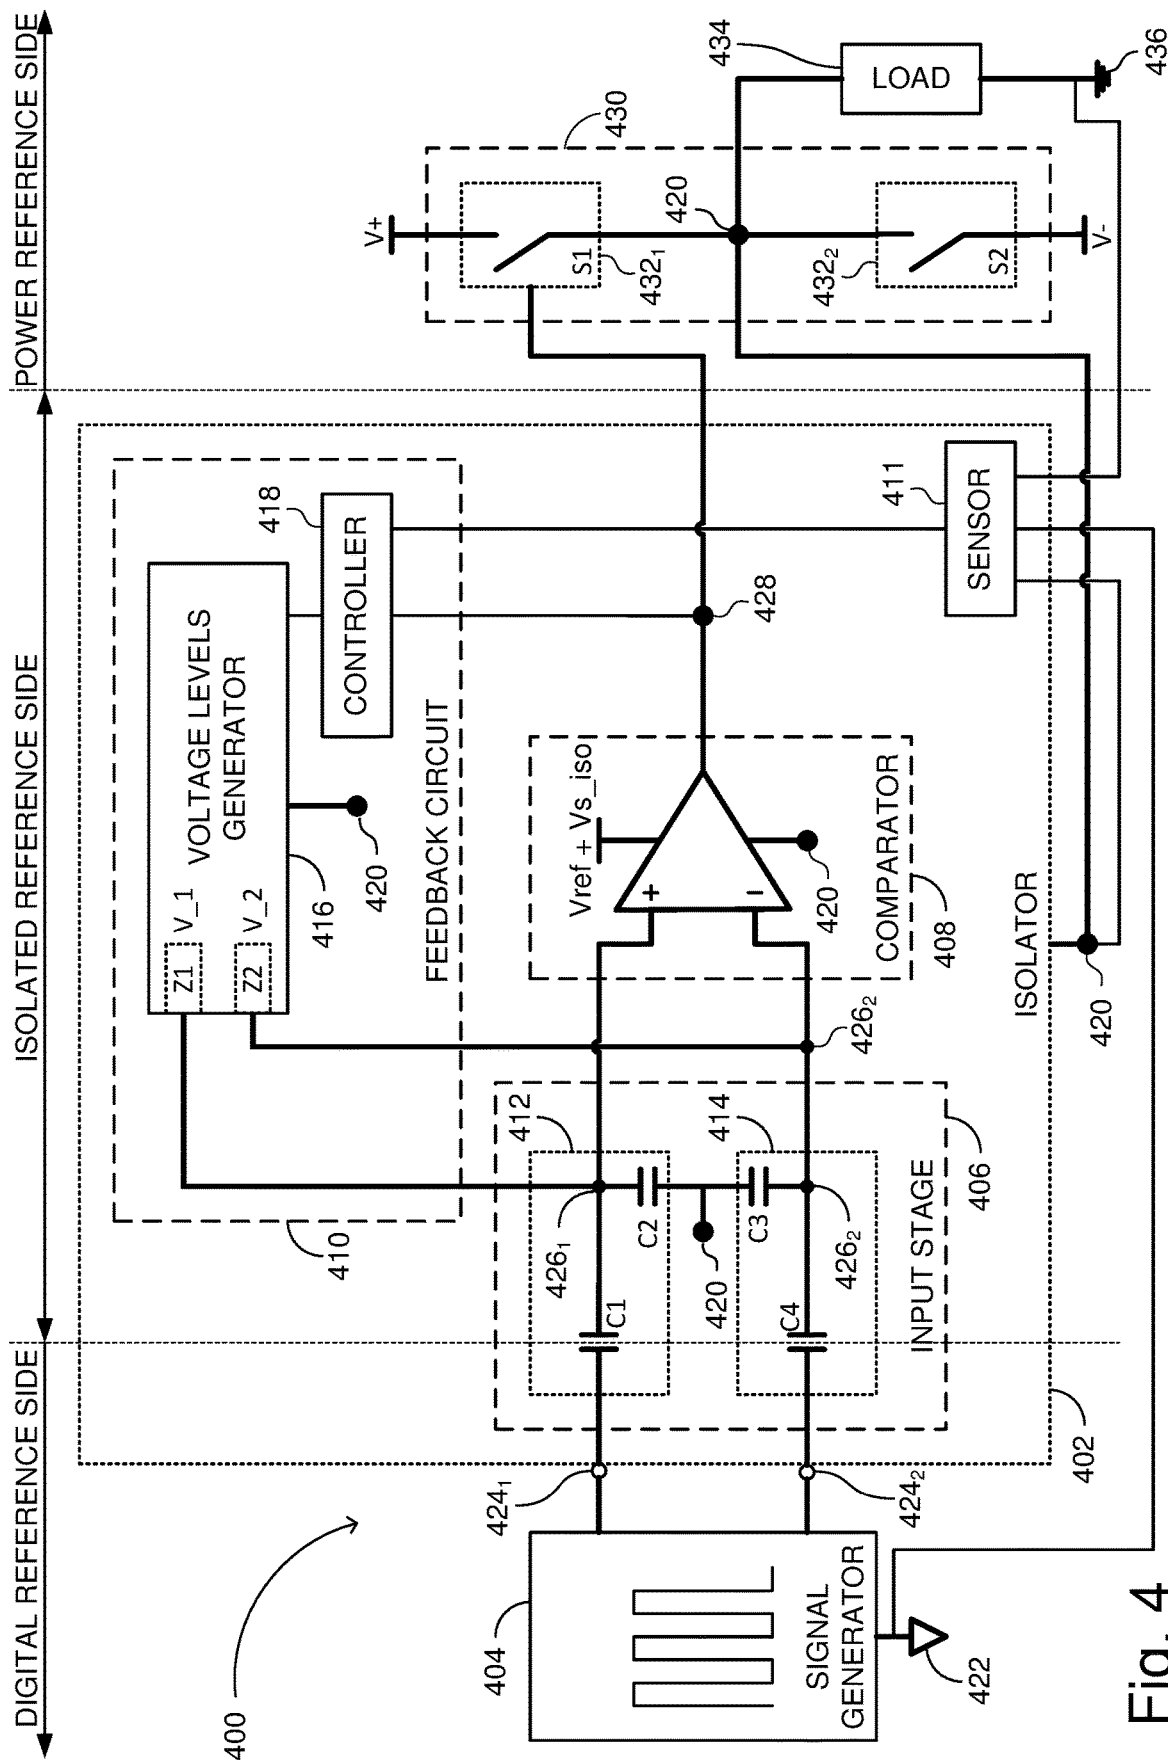 DIGITAL REFERENCE SIDE
ISOLATED REFERENCE SIDE
POWER REFERENCE SIDE
400
404
SIGNAL
GENERATOR
422
424₁
424₂
402
410
FEEDBACK CIRCUIT
Z1
V_1
Z2
V_2
VOLTAGE LEVELS
GENERATOR
416
420
418
CONTROLLER
412
426₁
C1
C2
420
414
C3
C4
426₂
INPUT STAGE
406
426₂
Vref + Vs_iso
+
–
420
COMPARATOR
408
428
ISOLATOR
420
411
SENSOR
V+
430
S1
432₁
420
432₂
S2
V-
434
LOAD
436
Fig. 4